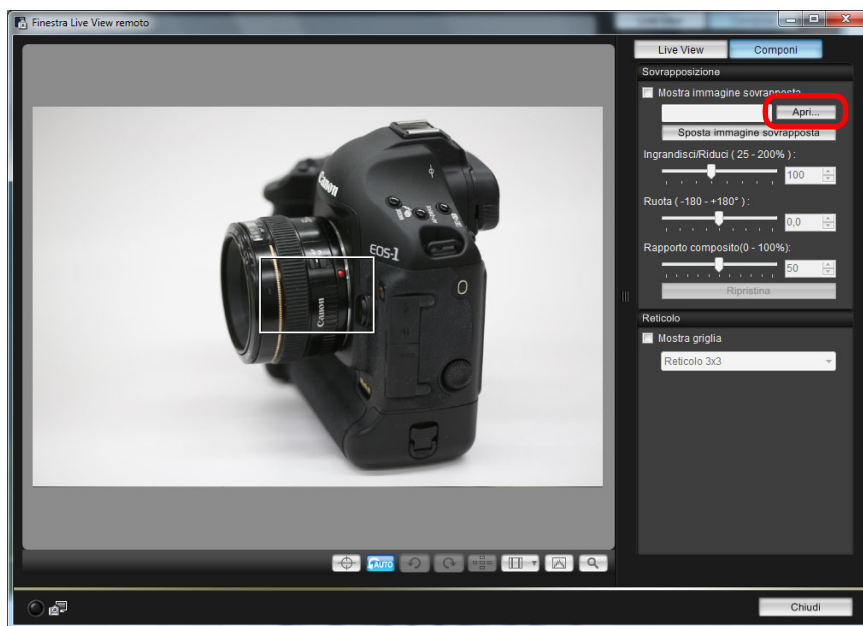 Finestra Live View remoto
Live View
Componi
Sovrapposizione
Mostra immagine sovrapposta
Apri...
Sposta immagine sovrapposta
Ingrandisci/Riduci ( 25 - 200% ) :
100
Ruota ( -180 - +180° ) :
0,0
Rapporto composito(0 - 100%):
50
Ripristina
Reticolo
Mostra griglia
Reticolo 3x3
Canon
EOS-1
Canon
AUTO
Chiudi